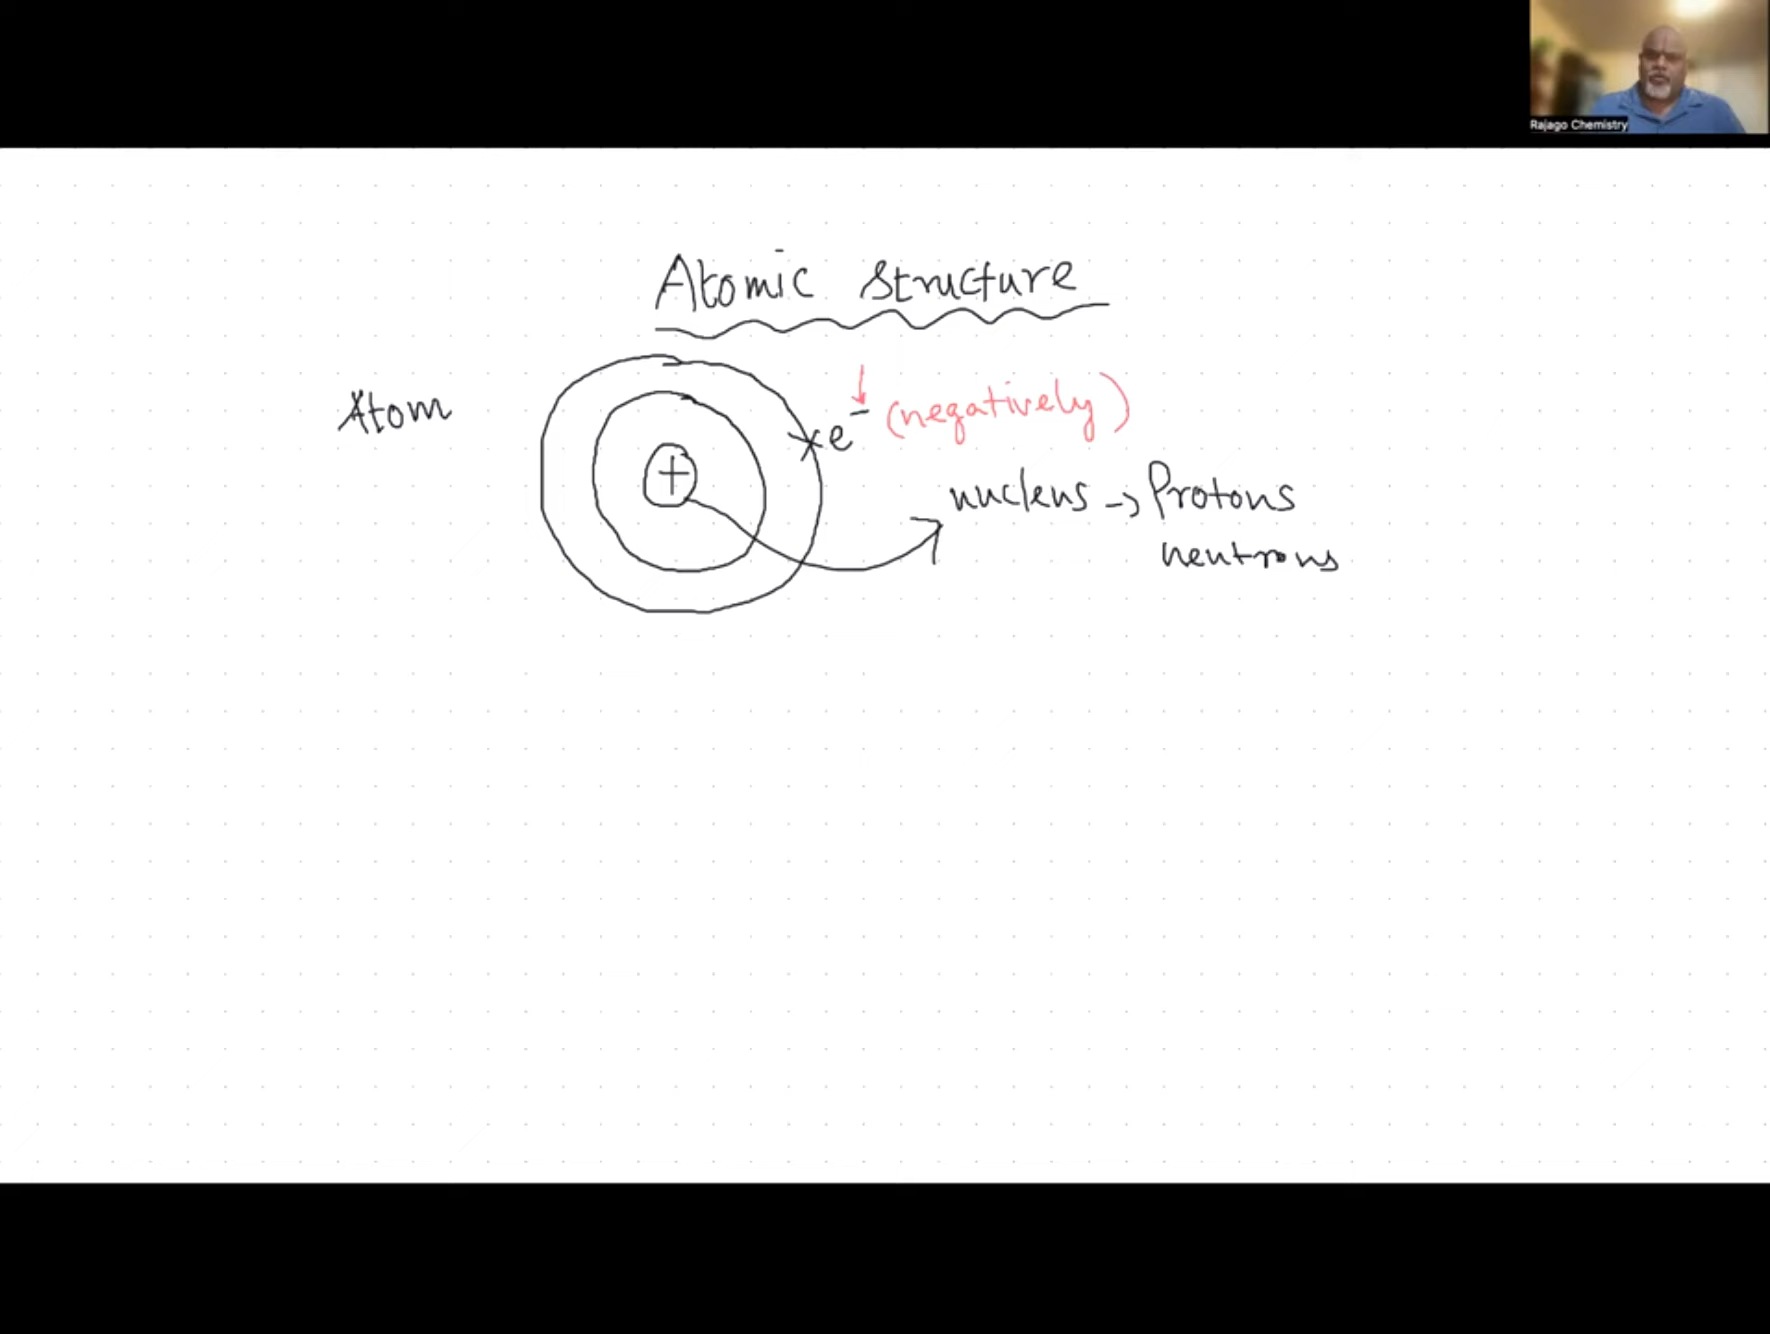 Rajago Chemistry
Atomic structure
Atom
e⁻ (negatively)
+
nucleus → Protons
neutrons